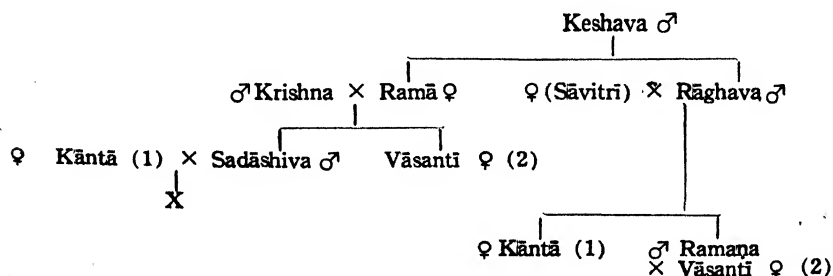 Keshava ♂
♂ Krishna × Ramā ♀ ♀ (Sāvitrī) × Rāghava ♂
♀ Kāntā (1) × Sadāshiva ♂ Vāsantī ♀ (2)
X
♀ Kāntā (1) ♂ Ramaṇa
× Vāsantī ♀ (2)